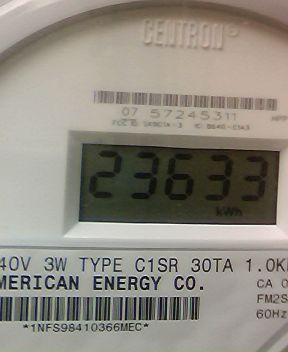 CENTRON®
07 57245311
23633
kWh
40V 3W TYPE C1SR 30TA 1.0K
MERICAN ENERGY CO.
CA 0
FM2S
60Hz
*1NFS98410366MEC*